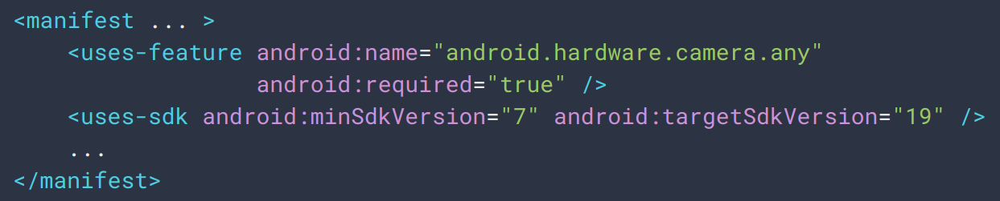 <manifest ... >
    <uses-feature android:name="android.hardware.camera.any"
                  android:required="true" />
    <uses-sdk android:minSdkVersion="7" android:targetSdkVersion="19" />
    ...
</manifest>